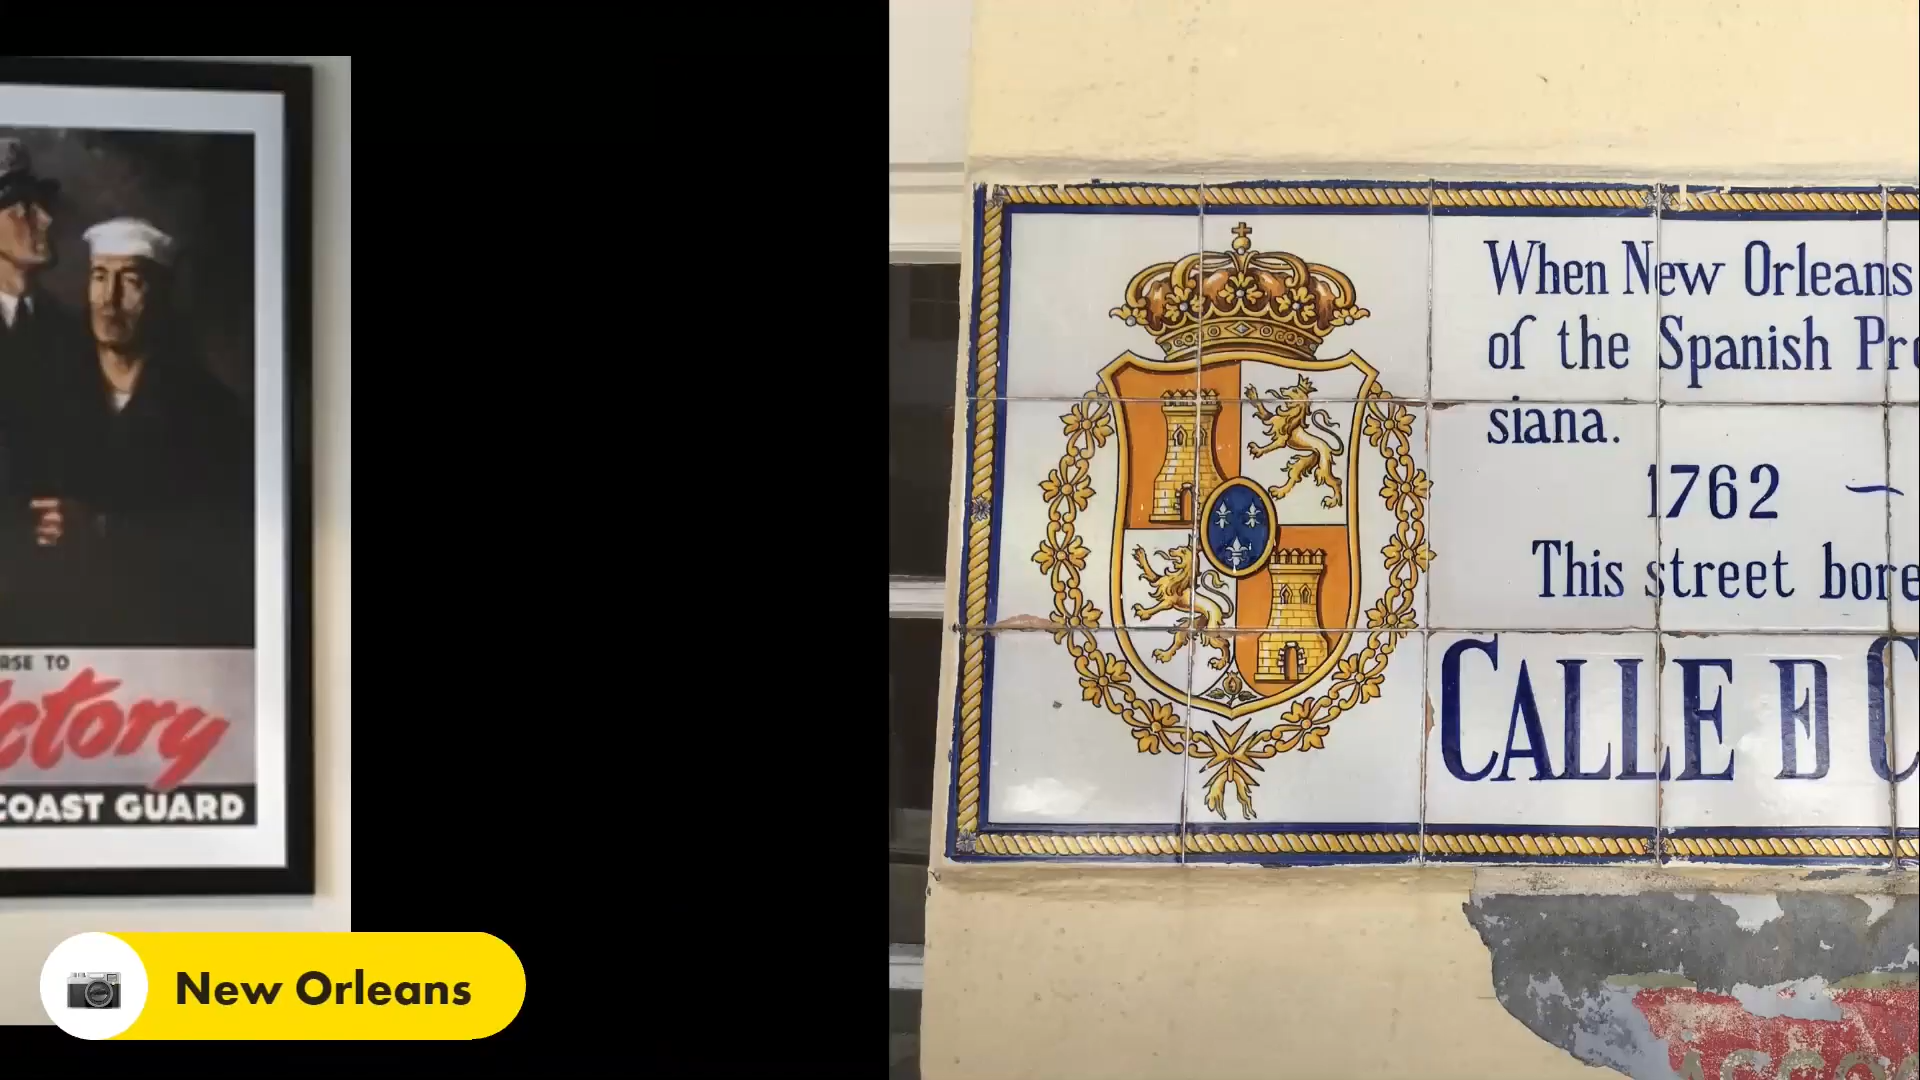 RSE TO
ctory
COAST GUARD
New Orleans
When New Orleans
of the Spanish Pro
siana.
1762 ~
This street bore
CALLE D C